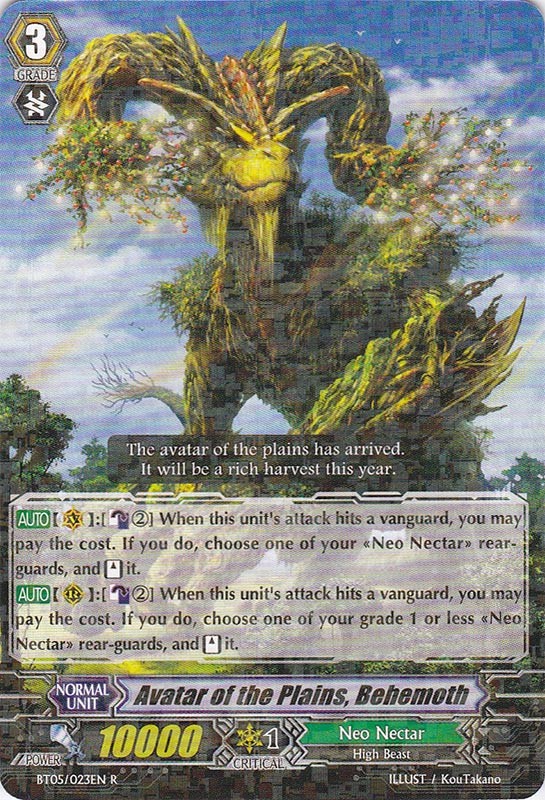 3
GRADE
The avatar of the plains has arrived.
It will be a rich harvest this year.
AUTO [ V ]:[ ②] When this unit's attack hits a vanguard, you may
pay the cost. If you do, choose one of your «Neo Nectar» rear-
guards, and it.
AUTO [ R ]:[ ②] When this unit's attack hits a vanguard, you may
pay the cost. If you do, choose one of your grade 1 or less «Neo
Nectar» rear-guards, and it.
NORMAL
UNIT
Avatar of the Plains, Behemoth
POWER
10000
1
CRITICAL
Neo Nectar
High Beast
BT05/023EN R
ILLUST / KouTakano